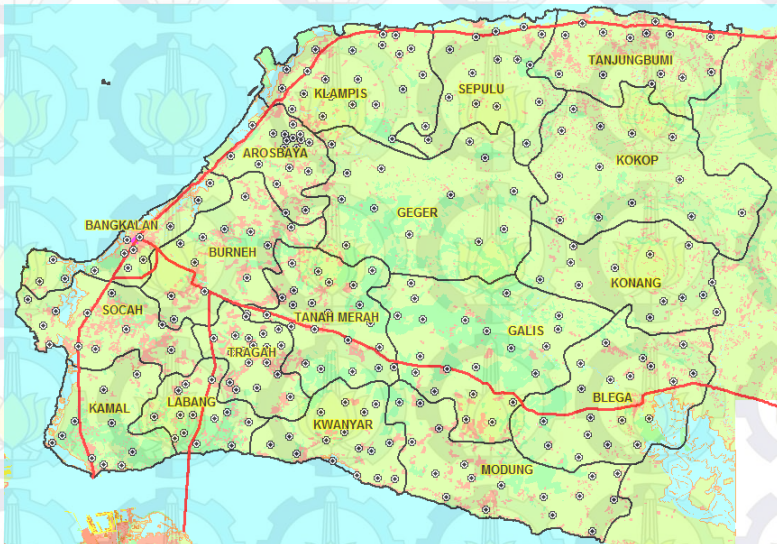 TANJUNGBUMI
KLAMPIS
SEPULU
AROSBAYA
KOKOP
GEGER
BANGKALAN
BURNEH
KONANG
SOCAH
TANAH MERAH
GALIS
TRAGAH
BLEGA
LABANG
KAMAL
KWANYAR
MODUNG